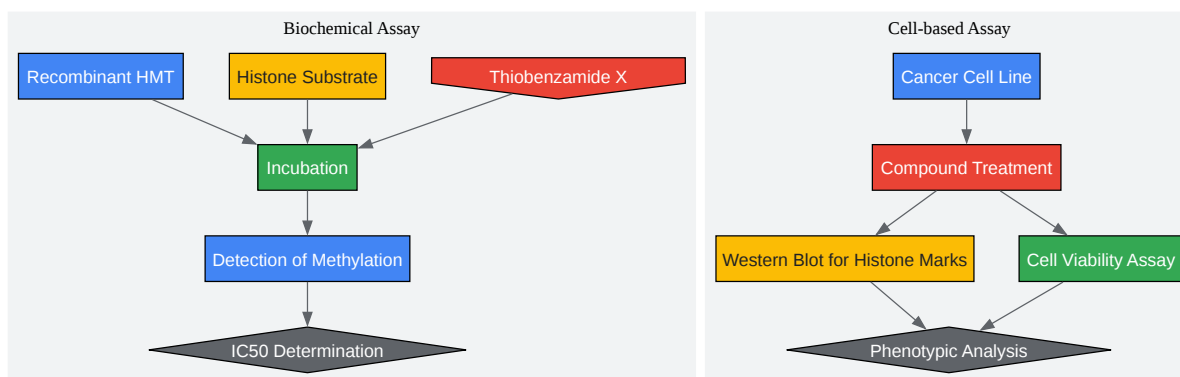 Biochemical Assay
Recombinant HMT
Histone Substrate
Thiobenzamide X
Incubation
Detection of Methylation
IC50 Determination
Cell-based Assay
Cancer Cell Line
Compound Treatment
Western Blot for Histone Marks
Cell Viability Assay
Phenotypic Analysis